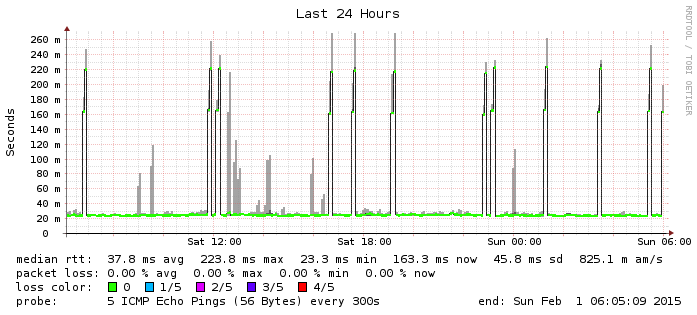 Last 24 Hours
RRDTOOL / TOBI OETIKER
Seconds
260 m
240 m
220 m
200 m
180 m
160 m
140 m
120 m
100 m
80 m
60 m
40 m
20 m
0
Sat 12:00 Sat 18:00 Sun 00:00 Sun 06:00
median rtt: 37.8 ms avg 223.8 ms max 23.3 ms min 163.3 ms now 45.8 ms sd 825.1 m am/s
packet loss: 0.00 % avg 0.00 % max 0.00 % min 0.00 % now
loss color: 0 1/5 2/5 3/5 4/5
probe: 5 ICMP Echo Pings (56 Bytes) every 300s end: Sun Feb 1 06:05:09 2015